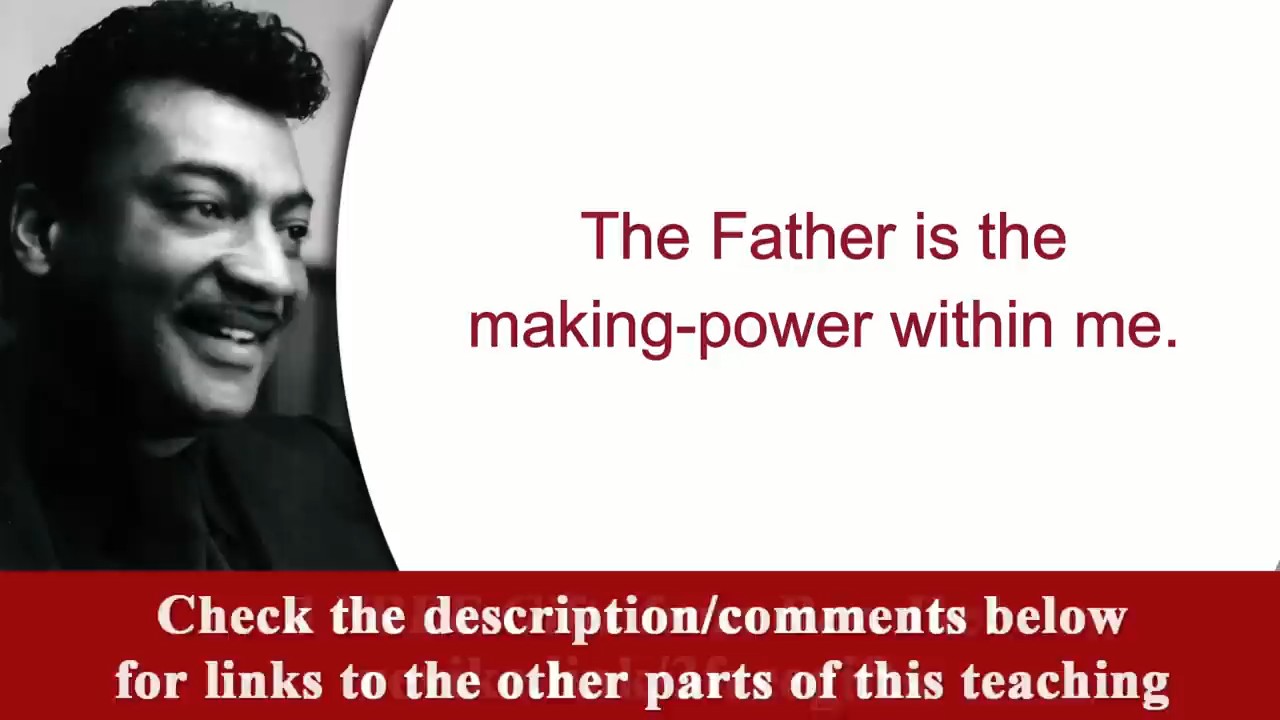 The Father is the
making-power within me.
Check the description/comments below
for links to the other parts of this teaching